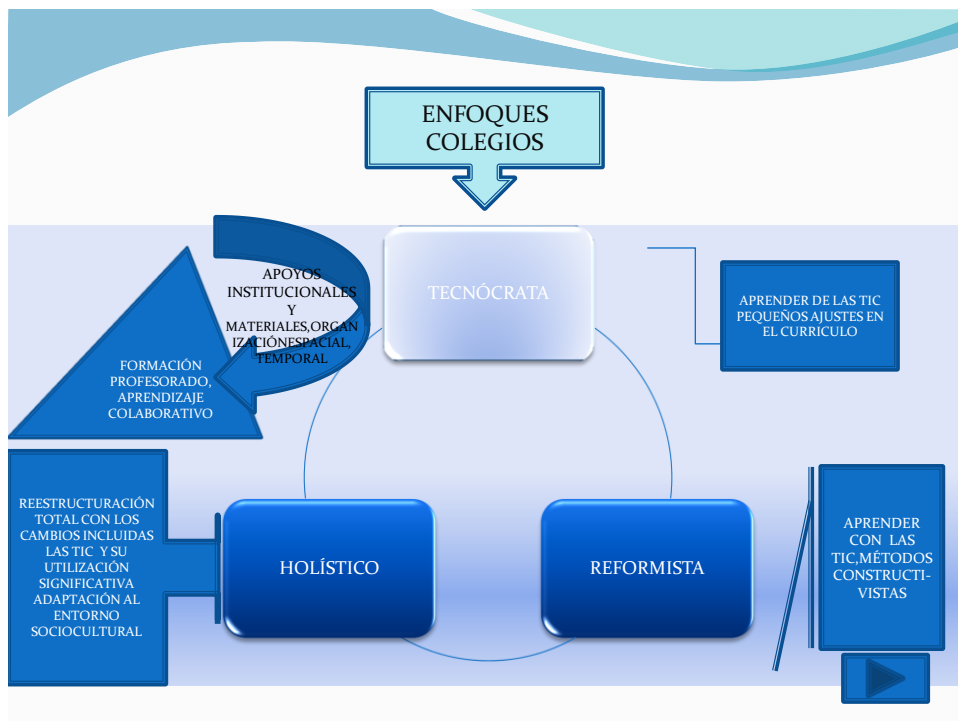 ENFOQUES
COLEGIOS
TECNÓCRATA
APRENDER DE LAS TIC
PEQUEÑOS AJUSTES EN
EL CURRICULO
APOYOS
INSTITUCIONALES
Y
MATERIALES,ORGAN
IZACIÓNESPACIAL,
TEMPORAL
FORMACIÓN
PROFESORADO,
APRENDIZAJE
COLABORATIVO
REESTRUCTURACIÓN
TOTAL CON LOS
CAMBIOS INCLUIDAS
LAS TIC Y SU
UTILIZACIÓN
SIGNIFICATIVA
ADAPTACIÓN AL
ENTORNO
SOCIOCULTURAL
HOLÍSTICO
REFORMISTA
APRENDER
CON LAS
TIC,MÉTODOS
CONSTRUCTI-
VISTAS